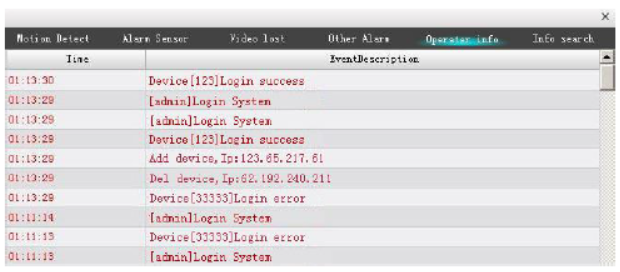 Motion Detect Alarm Sensor Video lost Other Alarm Operator info Info search
Time EventDescription
01:13:30 Device[123]Login success
01:13:29 [admin]Login System
01:13:29 [admin]Login System
01:13:29 Device[123]Login success
01:13:29 Add device,Ip:123.65.217.61
01:13:29 Del device,Ip:62.192.240.211
01:13:29 Device[33333]Login error
01:11:14 [admin]Login System
01:11:13 Device[33333]Login error
01:11:13 [admin]Login System